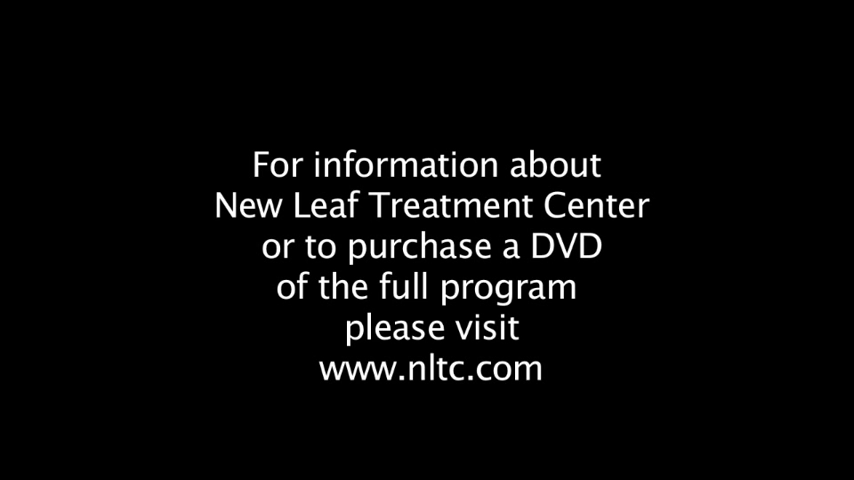 For information about
New Leaf Treatment Center
or to purchase a DVD
of the full program
please visit
www.nltc.com